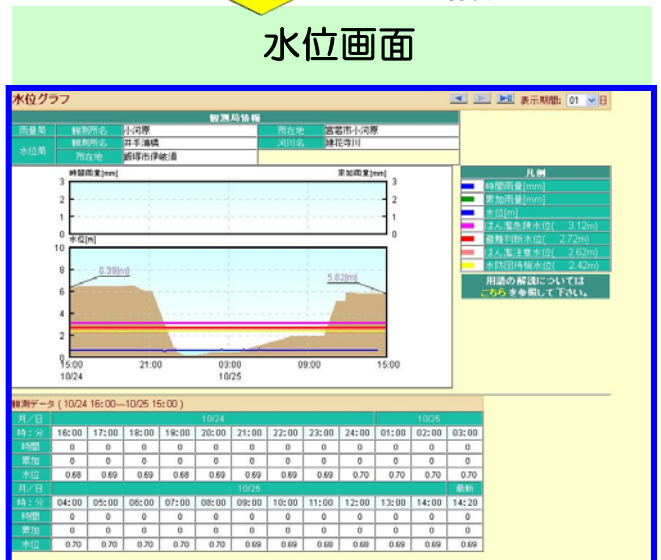 水位画面
水位グラフ
表示期間: 01 日
観測局情報
雨量局 観測所名 小河原 所在地 宮若市小河原
水位局 観測所名 井手浦橋 河川名 建花寺川
所在地 飯塚市伊岐須
時間雨量[mm] 累加雨量[mm]
3 3
2 2
1 1
0 0
水位[m]
10
8
6
4
2
0
6.39[m] 5.82[m]
15:00 21:00 03:00 09:00 15:00
10/24 10/25
凡例
時間雨量[mm]
累加雨量[mm]
水位[m]
はん濫危険水位( 3.12m)
避難判断水位( 2.72m)
はん濫注意水位( 2.62m)
水防団待機水位( 2.42m)
用語の解説については
こちらを参照して下さい。
観測データ ( 10/24 16:00—10/25 15:00 )
月/日 10/24 10/25
時:分 16:00 17:00 18:00 19:00 20:00 21:00 22:00 23:00 24:00 01:00 02:00 03:00
時間 0 0 0 0 0 0 0 0 0 0 0 0
累加 0 0 0 0 0 0 0 0 0 0 0 0
水位 0.68 0.69 0.69 0.68 0.69 0.69 0.69 0.69 0.70 0.70 0.70 0.70
月/日 10/25 最新
時:分 04:00 05:00 06:00 07:00 08:00 09:00 10:00 11:00 12:00 13:00 14:00 14:20
時間 0 0 0 0 0 0 0 0 0 0 0 0
累加 0 0 0 0 0 0 0 0 0 0 0 0
水位 0.70 0.70 0.70 0.70 0.70 0.69 0.69 0.68 0.68 0.69 0.69 0.69